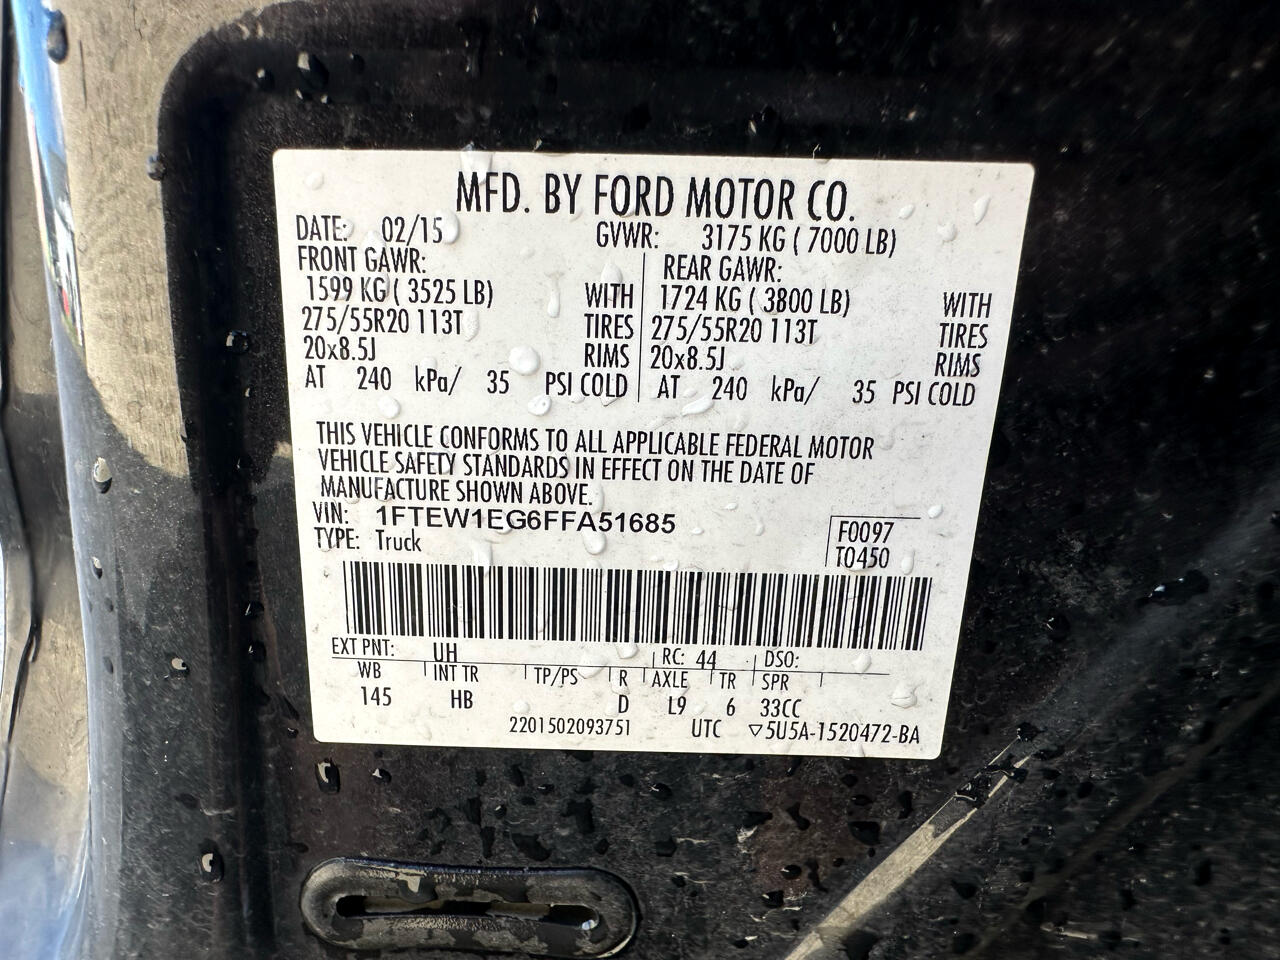 MFD. BY FORD MOTOR CO.
DATE: 02/15 GVWR: 3175 KG ( 7000 LB)
FRONT GAWR: REAR GAWR:
1599 KG ( 3525 LB) WITH 1724 KG ( 3800 LB) WITH
275/55R20 113T TIRES 275/55R20 113T TIRES
20x8.5J RIMS 20x8.5J RIMS
AT 240 kPa/ 35 PSI COLD AT 240 kPa/ 35 PSI COLD
THIS VEHICLE CONFORMS TO ALL APPLICABLE FEDERAL MOTOR
VEHICLE SAFETY STANDARDS IN EFFECT ON THE DATE OF
MANUFACTURE SHOWN ABOVE.
VIN: 1FTEW1EG6FFA51685 F0097
TYPE: Truck T0450
EXT PNT: UH RC: 44 DSO:
WB INT TR TP/PS R AXLE TR SPR
145 HB D L9 6 33CC
2201502093751 UTC ▽5U5A-1520472-BA